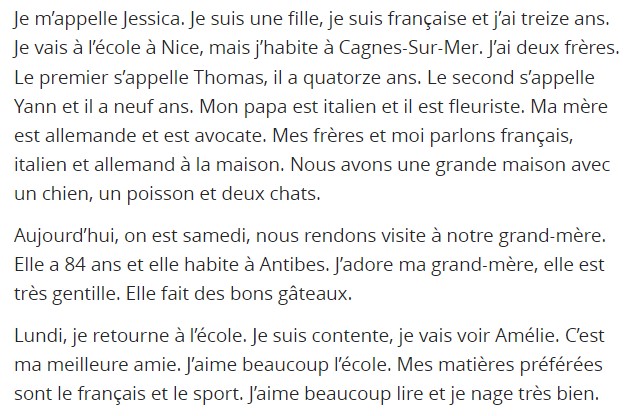 Je m’appelle Jessica. Je suis une fille, je suis française et j’ai treize ans.
Je vais à l’école à Nice, mais j’habite à Cagnes-Sur-Mer. J’ai deux frères.
Le premier s’appelle Thomas, il a quatorze ans. Le second s’appelle
Yann et il a neuf ans. Mon papa est italien et il est fleuriste. Ma mère
est allemande et est avocate. Mes frères et moi parlons français,
italien et allemand à la maison. Nous avons une grande maison avec
un chien, un poisson et deux chats.
Aujourd’hui, on est samedi, nous rendons visite à notre grand-mère.
Elle a 84 ans et elle habite à Antibes. J’adore ma grand-mère, elle est
très gentille. Elle fait des bons gâteaux.
Lundi, je retourne à l’école. Je suis contente, je vais voir Amélie. C’est
ma meilleure amie. J’aime beaucoup l’école. Mes matières préférées
sont le français et le sport. J’aime beaucoup lire et je nage très bien.